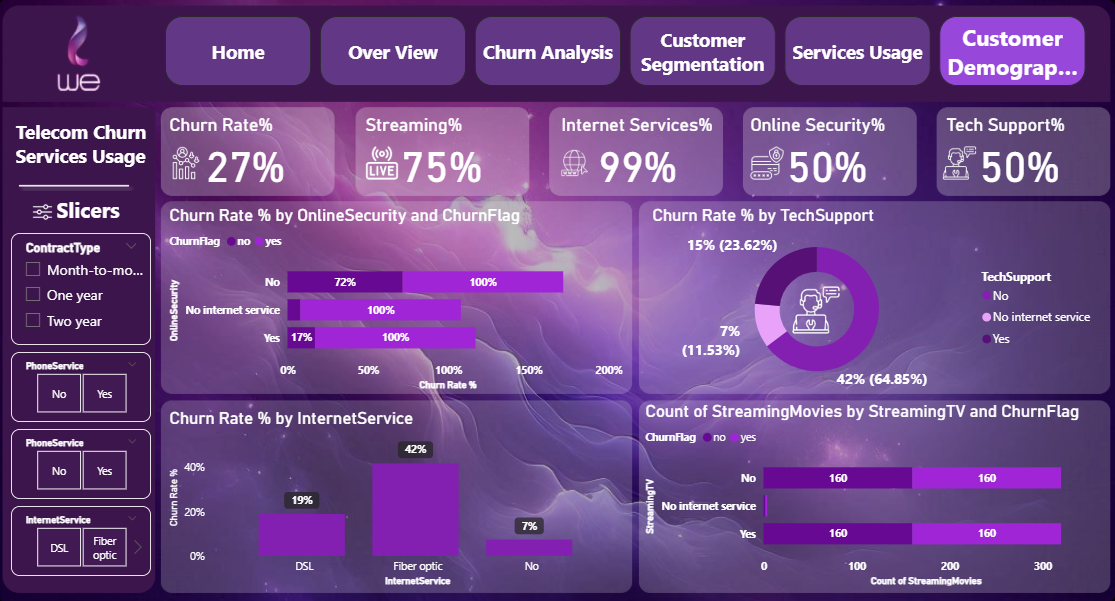 we
Home
Over View
Churn Analysis
Customer
Segmentation
Services Usage
Customer
Demograp...
Telecom Churn
Services Usage
Slicers
ContractType
Month-to-mo...
One year
Two year
PhoneService
No
Yes
PhoneService
No
Yes
InternetService
DSL
Fiber
optic
Churn Rate%
27%
Streaming%
LIVE
75%
Internet Services%
99%
Online Security%
50%
Tech Support%
50%
Churn Rate % by OnlineSecurity and ChurnFlag
ChurnFlag no yes
OnlineSecurity
No 72% 100%
No internet service 100%
Yes 17% 100%
0% 50% 100% 150% 200%
Churn Rate %
Churn Rate % by TechSupport
15% (23.62%)
7%
(11.53%)
42% (64.85%)
TechSupport
No
No internet service
Yes
Churn Rate % by InternetService
Churn Rate %
40%
20%
0%
19%
42%
7%
DSL Fiber optic No
InternetService
Count of StreamingMovies by StreamingTV and ChurnFlag
ChurnFlag no yes
StreamingTV
No 160 160
No internet service
Yes 160 160
0 100 200 300
Count of StreamingMovies